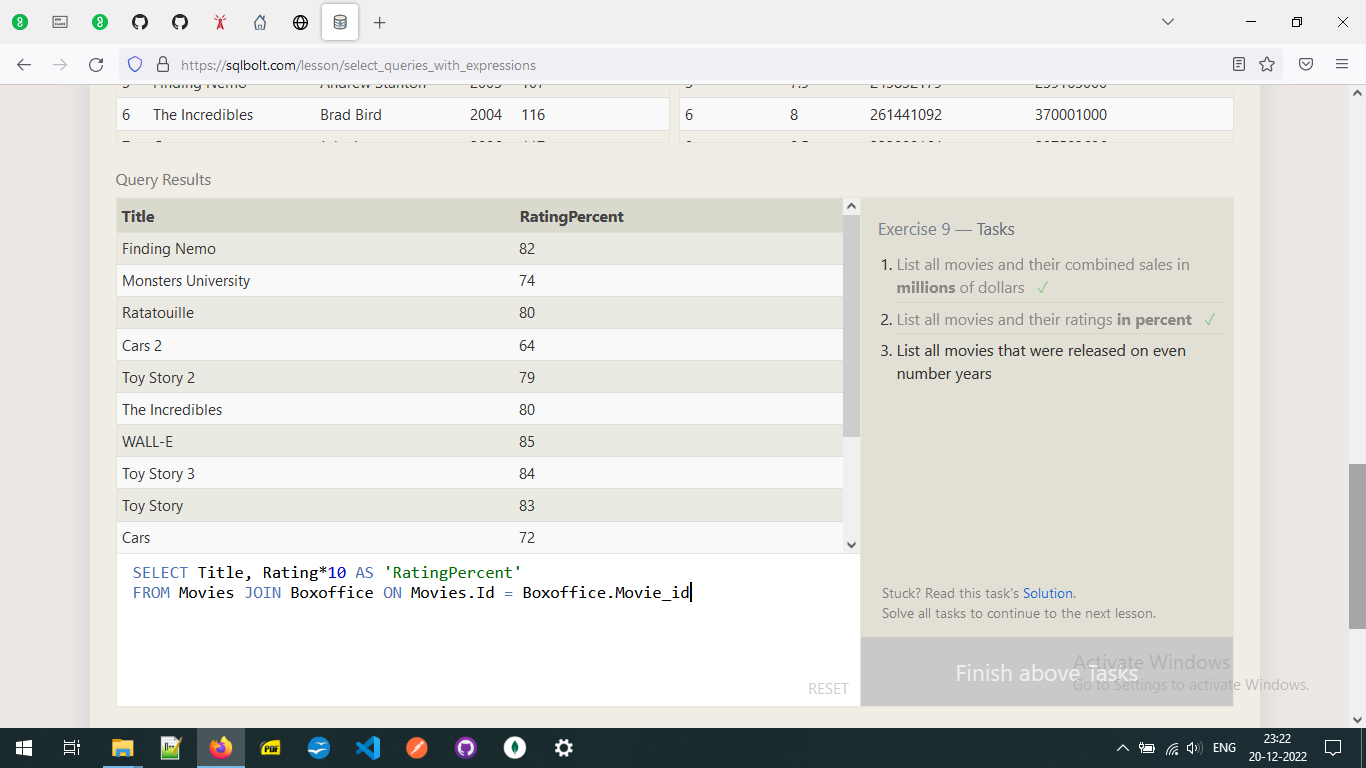 https://sqlbolt.com/lesson/select_queries_with_expressions
6 The Incredibles Brad Bird 2004 116
6 8 261441092 370001000
Query Results
Title RatingPercent
Finding Nemo 82
Monsters University 74
Ratatouille 80
Cars 2 64
Toy Story 2 79
The Incredibles 80
WALL-E 85
Toy Story 3 84
Toy Story 83
Cars 72
SELECT Title, Rating*10 AS 'RatingPercent'
FROM Movies JOIN Boxoffice ON Movies.Id = Boxoffice.Movie_id
RESET
Exercise 9 — Tasks
1. List all movies and their combined sales in
millions of dollars ✓
2. List all movies and their ratings in percent ✓
3. List all movies that were released on even
number years
Stuck? Read this task's Solution.
Solve all tasks to continue to the next lesson.
Finish above Tasks
Activate Windows
Go to Settings to activate Windows.
ENG
23:22
20-12-2022